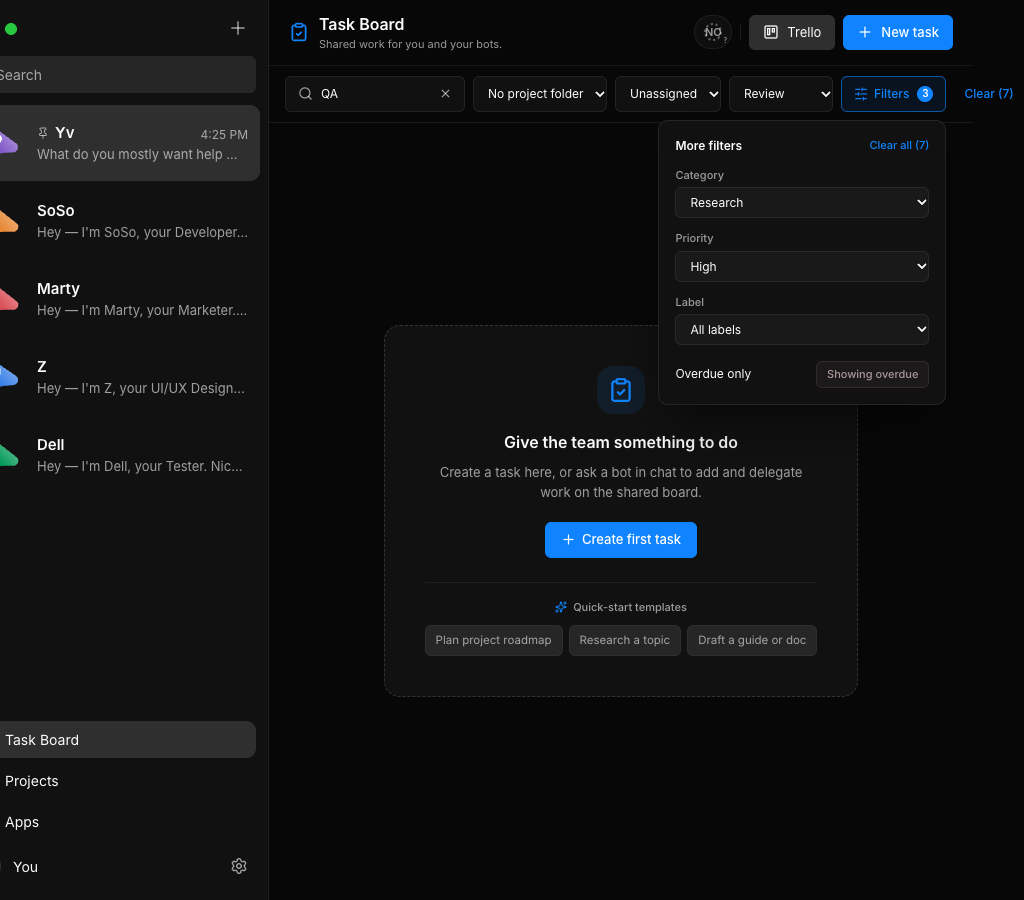 Task Board
Shared work for you and your bots.
NO
?
Trello
New task
Search
QA
No project folder
Unassigned
Review
Filters
3
Clear (7)
Yv
4:25 PM
What do you mostly want help ...
SoSo
Hey — I'm SoSo, your Developer...
Marty
Hey — I'm Marty, your Marketer....
Z
Hey — I'm Z, your UI/UX Design...
Dell
Hey — I'm Dell, your Tester. Nic...
More filters
Clear all (7)
Category
Research
Priority
High
Label
All labels
Overdue only
Showing overdue
Give the team something to do
Create a task here, or ask a bot in chat to add and delegate
work on the shared board.
Create first task
Quick-start templates
Plan project roadmap
Research a topic
Draft a guide or doc
Task Board
Projects
Apps
You